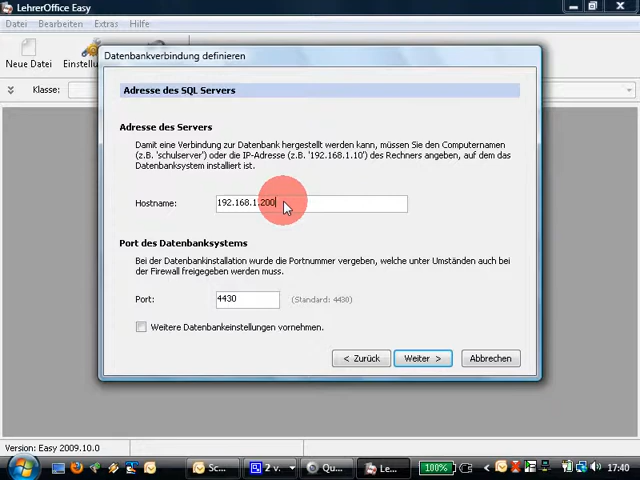 LehrerOffice Easy
Datei Bearbeiten Extras Hilfe
Datenbankverbindung definieren
Neue Datei
Klasse:
Adresse des SQL Servers
Adresse des Servers
Damit eine Verbindung zur Datenbank hergestellt werden kann, müssen Sie den Computernamen
(z.B. 'schulserver') oder die IP-Adresse (z.B. '192.168.1.10') des Rechners angeben, auf dem das
Datenbanksystem installiert ist.
Hostname: 192.168.1.200
Port des Datenbanksystems
Bei der Datenbankinstallation wurde die Portnummer vergeben, welche unter Umständen auch bei
der Firewall freigegeben werden muss.
Port: 4430 (Standard: 4430)
Weitere Datenbankeinstellungen vornehmen.
< Zurück Weiter > Abbrechen
Version: Easy 2009.10.0
Sc... 2 v... Qu... Le... 100% 17:40